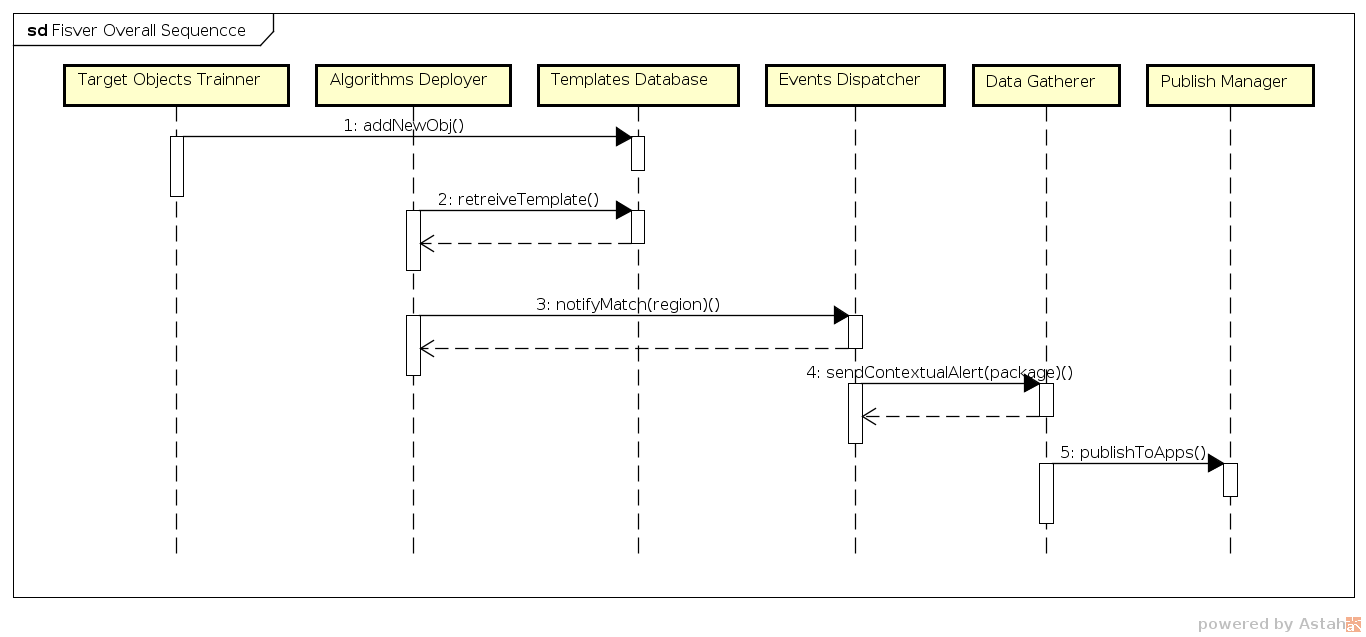 sd Fisver Overall Sequencce
Target Objects Trainner
Algorithms Deployer
Templates Database
Events Dispatcher
Data Gatherer
Publish Manager
1: addNewObj()
2: retreiveTemplate()
3: notifyMatch(region)()
4: sendContextualAlert(package)()
5: publishToApps()
powered by Astah